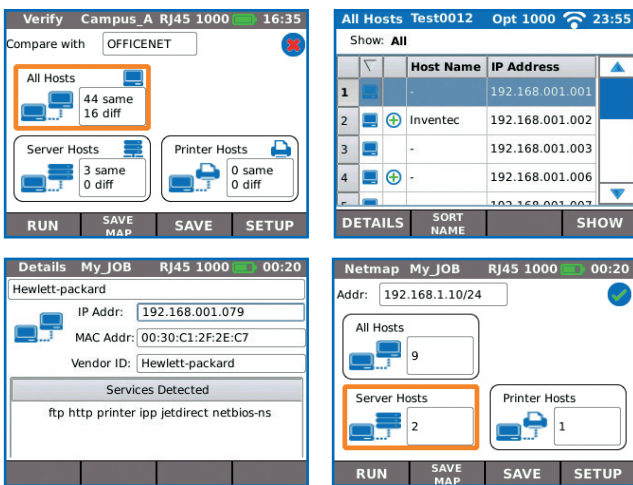 Verify Campus_A RJ45 1000 16:35
Compare with OFFICENET
All Hosts
44 same
16 diff
Server Hosts
3 same
0 diff
Printer Hosts
0 same
0 diff
RUN SAVE MAP SAVE SETUP
All Hosts Test0012 Opt 1000 23:55
Show: All
Host Name IP Address
1 - 192.168.001.001
2 Inventec 192.168.001.002
3 - 192.168.001.003
4 - 192.168.001.006
DETAILS SORT NAME SHOW
Details My_JOB RJ45 1000 00:20
Hewlett-packard
IP Addr: 192.168.001.079
MAC Addr: 00:30:C1:2F:2E:C7
Vendor ID: Hewlett-packard
Services Detected
ftp http printer ipp jetdirect netbios-ns
Netmap My_JOB RJ45 1000 00:20
Addr: 192.168.1.10/24
All Hosts
9
Server Hosts
2
Printer Hosts
1
RUN SAVE MAP SAVE SETUP